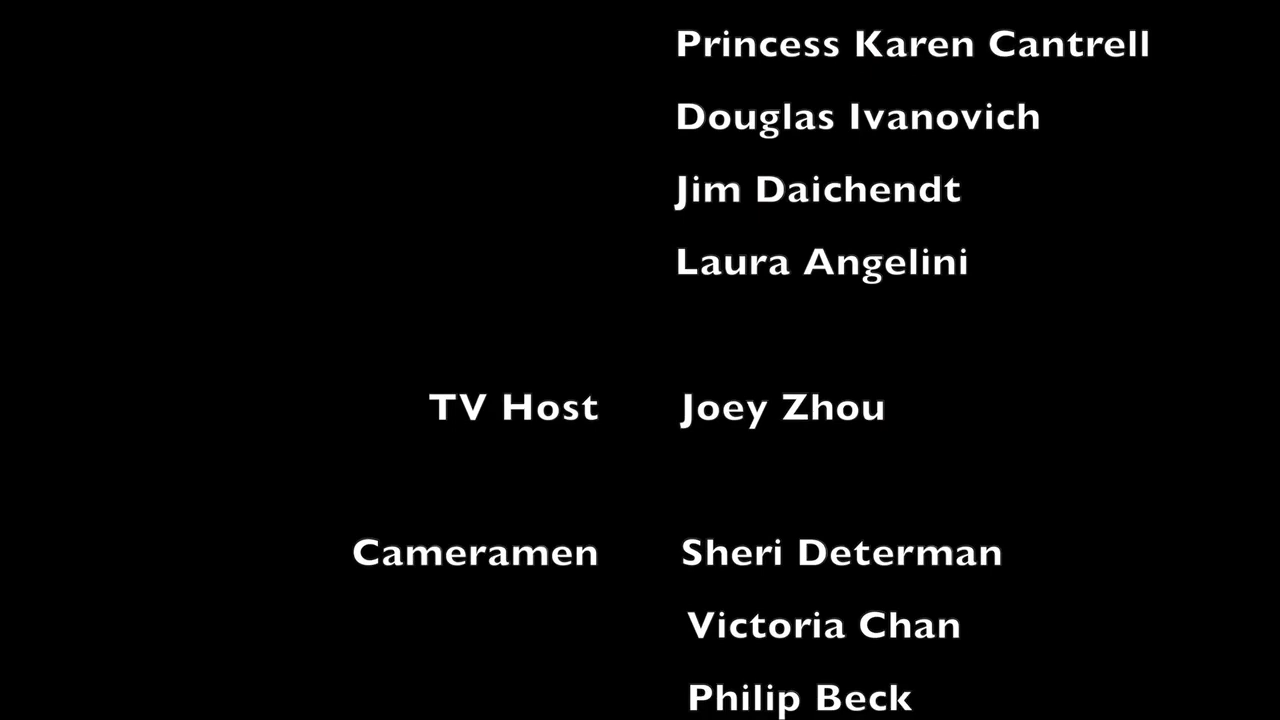 Princess Karen Cantrell
Douglas Ivanovich
Jim Daichendt
Laura Angelini
TV Host Joey Zhou
Cameramen Sheri Determan
Victoria Chan
Philip Beck